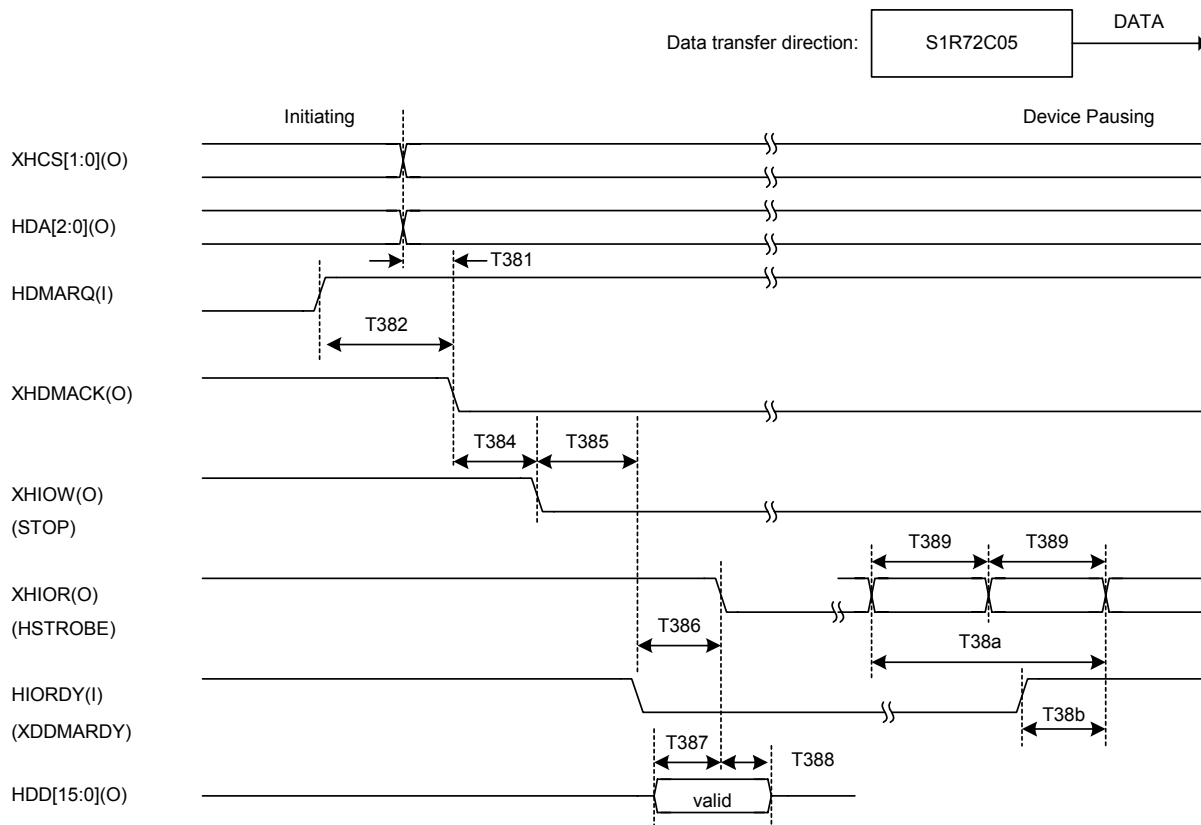 DATA
Data transfer direction:
S1R72C05
Initiating
Device Pausing
XHCS[1:0](O)
HDA[2:0](O)
T381
HDMARQ(I)
T382
XHDMACK(O)
T384
T385
XHIOW(O)
(STOP)
T389
T389
XHIOR(O)
(HSTROBE)
T386
T38a
HIORDY(I)
(XDDMARDY)
T38b
T387
T388
HDD[15:0](O)
valid